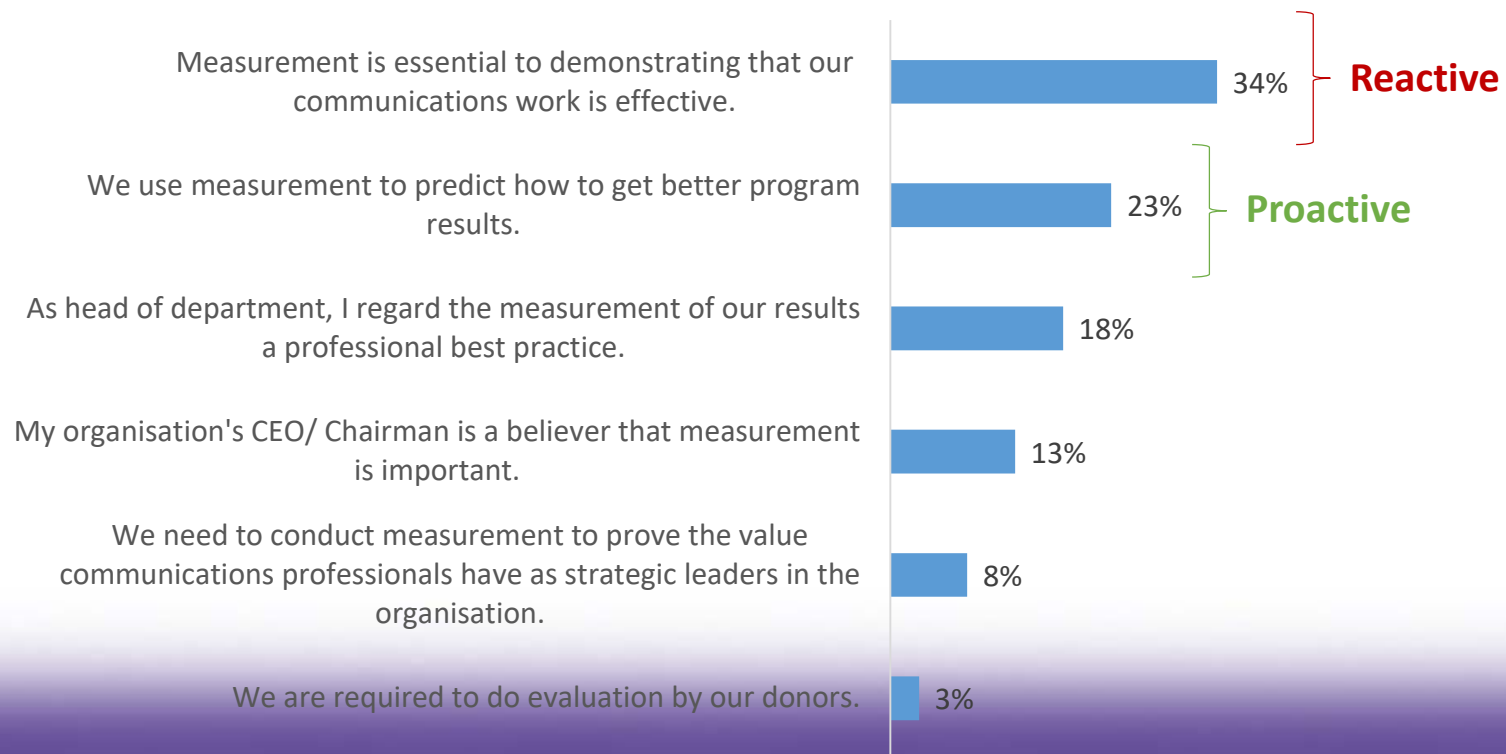 Measurement is essential to demonstrating that our
communications work is effective.
34%
Reactive
We use measurement to predict how to get better program
results.
23%
Proactive
As head of department, I regard the measurement of our results
a professional best practice.
18%
My organisation's CEO/ Chairman is a believer that measurement
is important.
13%
We need to conduct measurement to prove the value
communications professionals have as strategic leaders in the
organisation.
8%
We are required to do evaluation by our donors.
3%